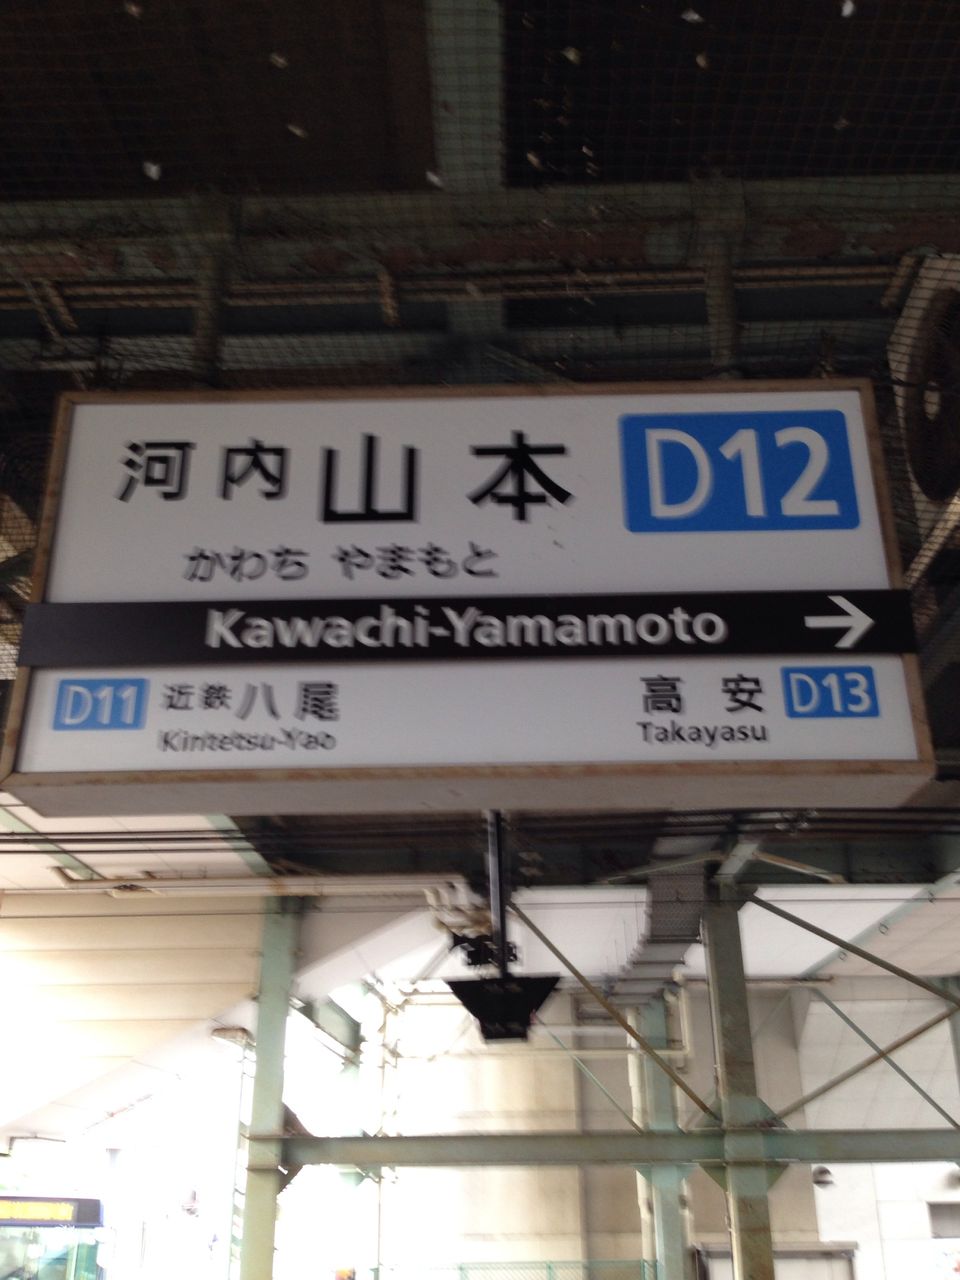 河内山本 D12
かわち やまもと
Kawachi-Yamamoto →
D11 近鉄八尾 高安 D13
Kintetsu-Yao Takayasu